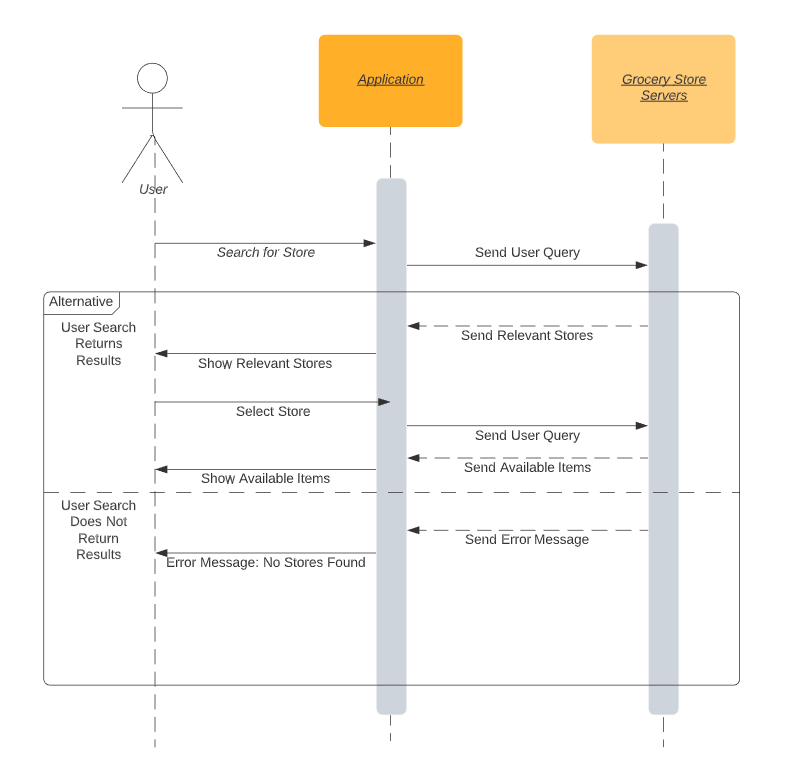 Application
Grocery Store
Servers
User
Search for Store
Send User Query
Alternative
User Search
Returns
Results
Send Relevant Stores
Show Relevant Stores
Select Store
Send User Query
Send Available Items
Show Available Items
User Search
Does Not
Return
Results
Send Error Message
Error Message: No Stores Found